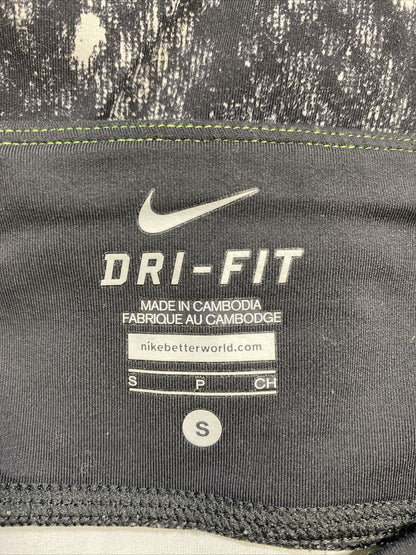 DRI-FIT
MADE IN CAMBODIA
FABRIQUE AU CAMBODGE
nikebetterworld.com
S P CH
S